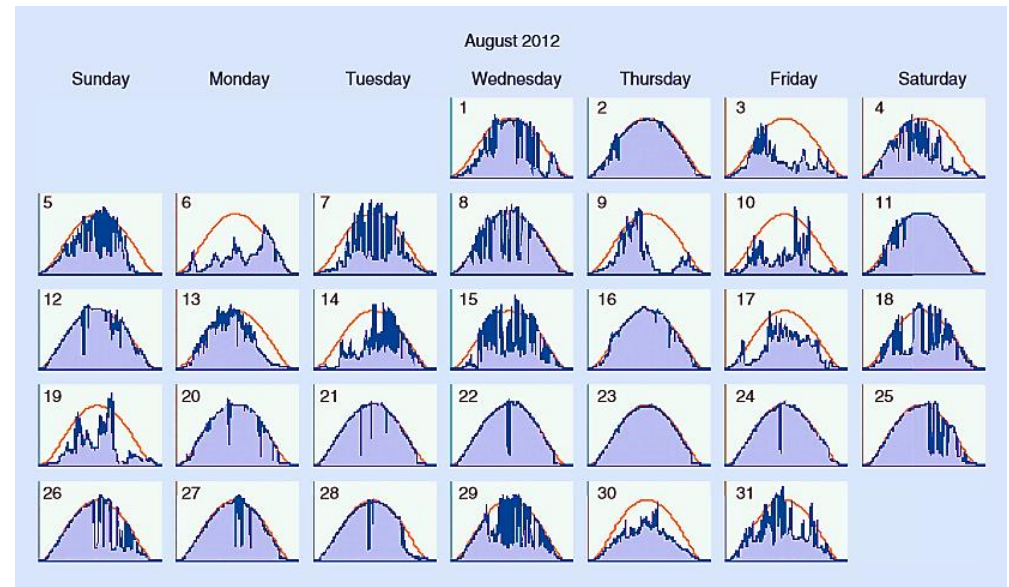 August 2012
Sunday Monday Tuesday Wednesday Thursday Friday Saturday
1 2 3 4
5 6 7 8 9 10 11
12 13 14 15 16 17 18
19 20 21 22 23 24 25
26 27 28 29 30 31